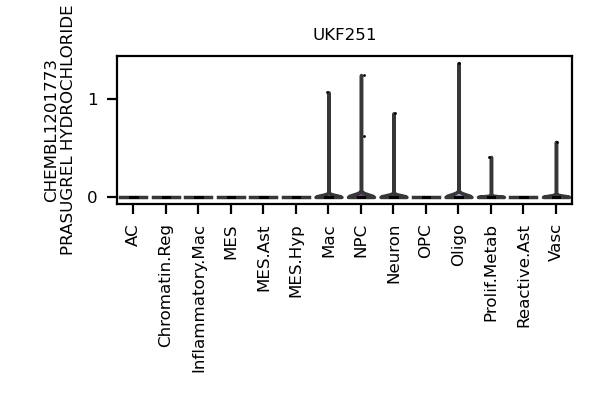 UKF251
CHEMBL1201773
PRASUGREL HYDROCHLORIDE
1
0
AC
Chromatin.Reg
Inflammatory.Mac
MES
MES.Ast
MES.Hyp
Mac
NPC
Neuron
OPC
Oligo
Prolif.Metab
Reactive.Ast
Vasc